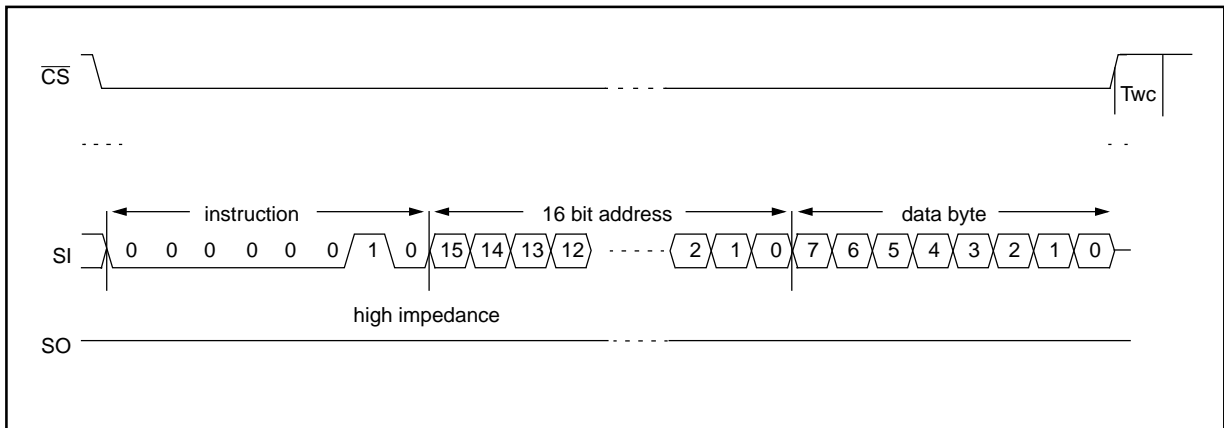 CS
Twc
instruction 16 bit address data byte
SI 0 0 0 0 0 0 1 0 15 14 13 12 2 1 0 7 6 5 4 3 2 1 0
high impedance
SO